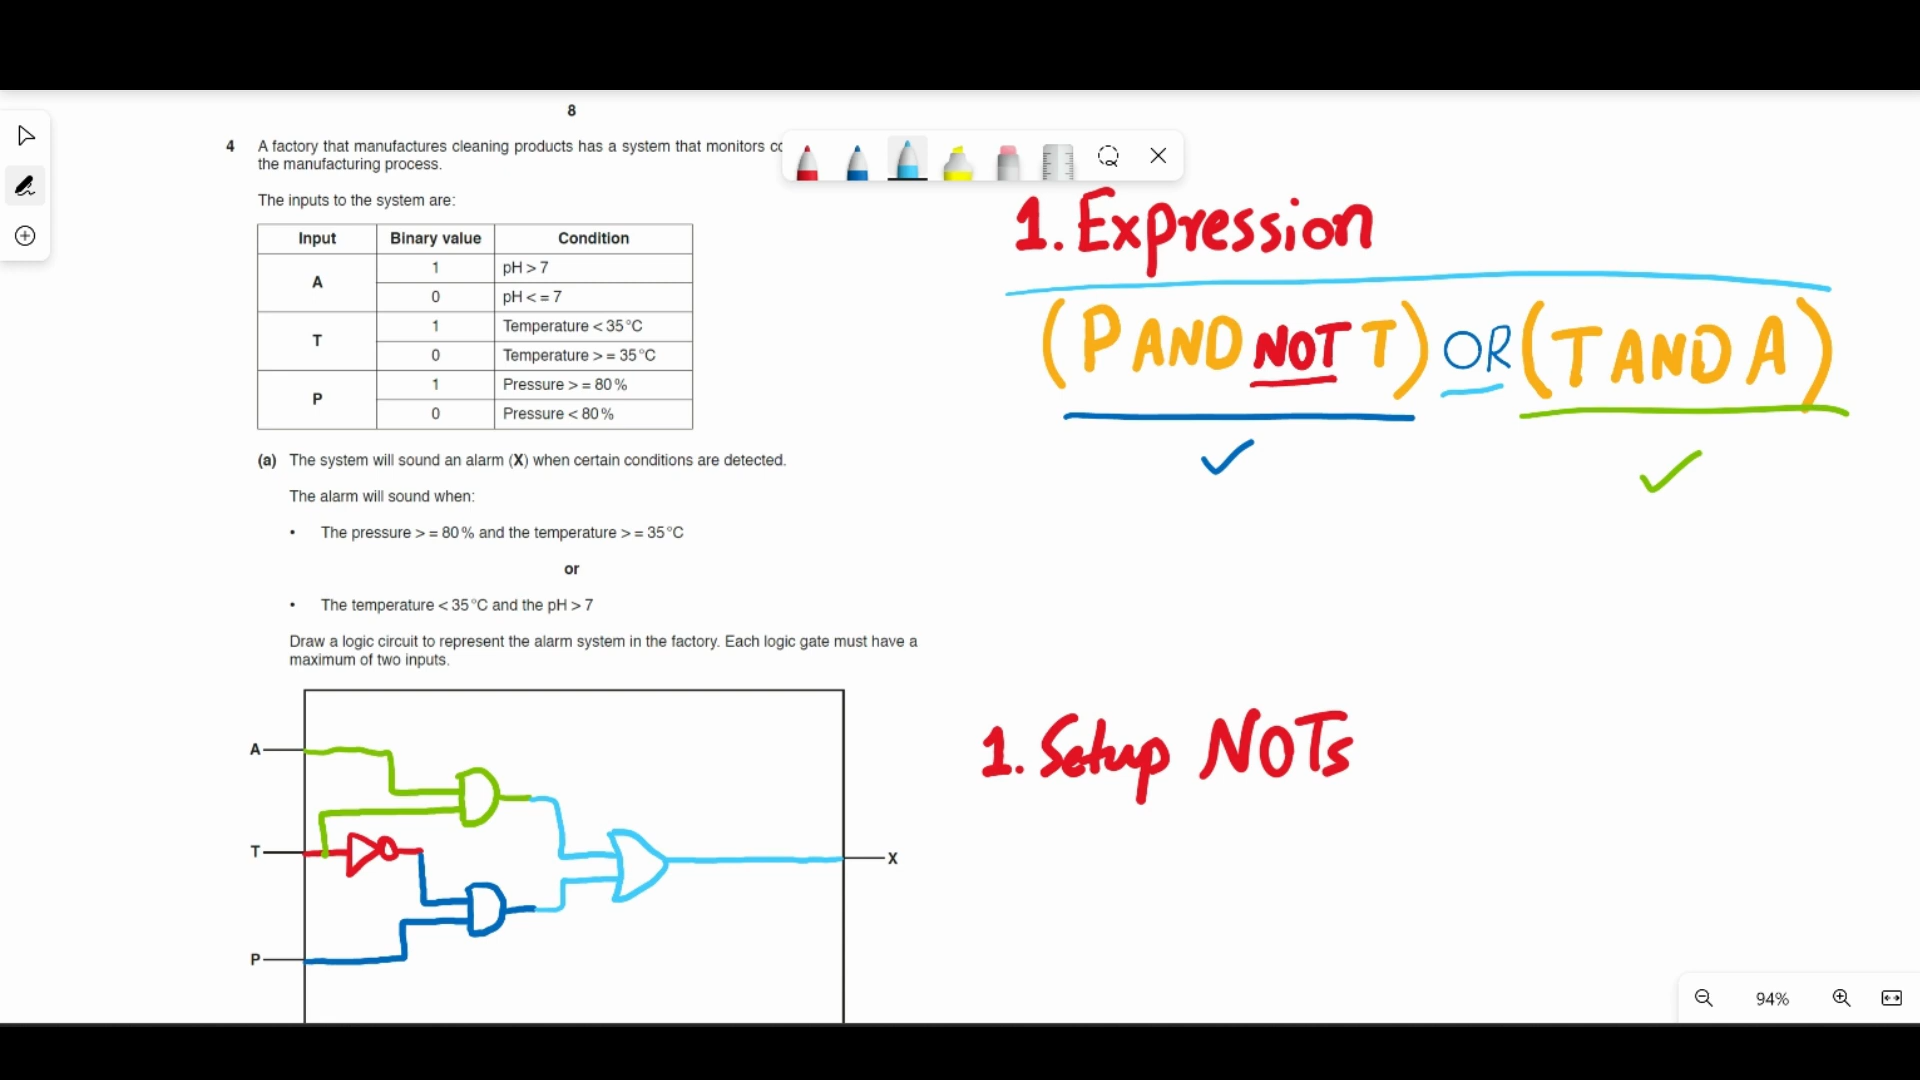 8
4 A factory that manufactures cleaning products has a system that monitors
the manufacturing process.
The inputs to the system are:
Input Binary value Condition
A 1 pH > 7
0 pH < = 7
T 1 Temperature < 35 °C
0 Temperature > = 35 °C
P 1 Pressure > = 80 %
0 Pressure < 80 %
(a) The system will sound an alarm (X) when certain conditions are detected.
The alarm will sound when:
• The pressure > = 80 % and the temperature > = 35 °C
or
• The temperature < 35 °C and the pH > 7
Draw a logic circuit to represent the alarm system in the factory. Each logic gate must have a
maximum of two inputs.
A
T
P
X
1. Expression
(P AND NOT T) OR (T AND A)
1. Setup NOTs
94%